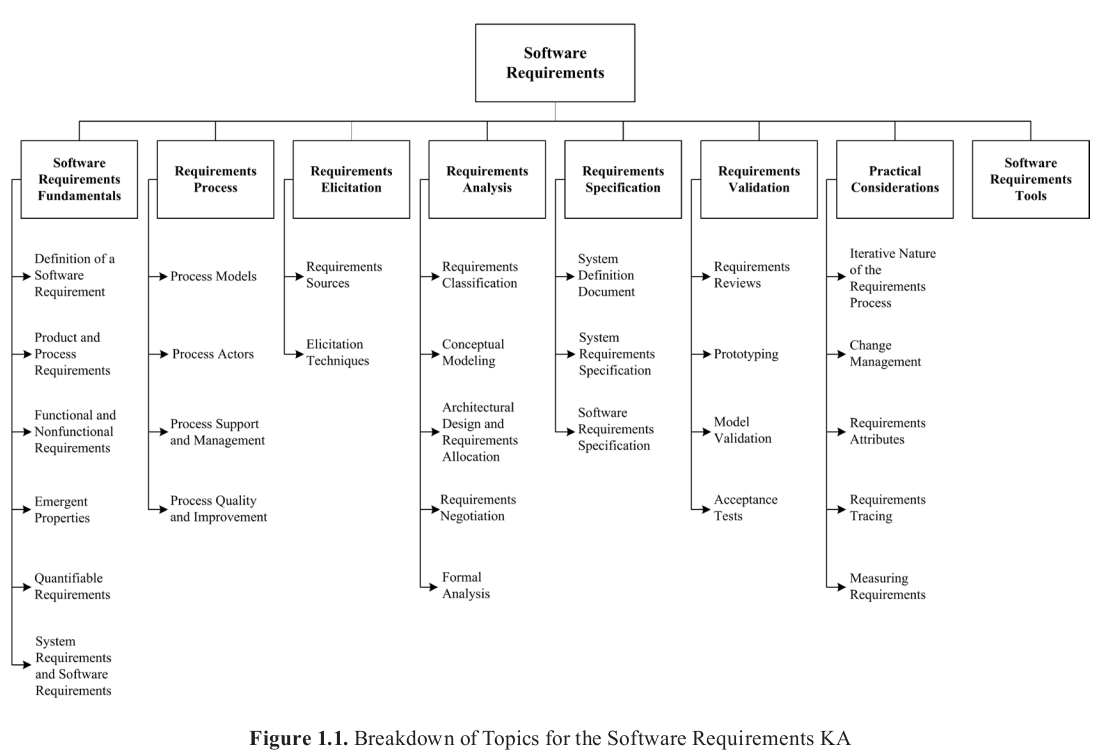 Software
Requirements
Software
Requirements
Fundamentals
Requirements
Process
Requirements
Elicitation
Requirements
Analysis
Requirements
Specification
Requirements
Validation
Practical
Considerations
Software
Requirements
Tools
Definition of a
Software
Requirement
Product and
Process
Requirements
Functional and
Nonfunctional
Requirements
Emergent
Properties
Quantifiable
Requirements
System
Requirements
and Software
Requirements
Process Models
Process Actors
Process Support
and Management
Process Quality
and Improvement
Requirements
Sources
Elicitation
Techniques
Requirements
Classification
Conceptual
Modeling
Architectural
Design and
Requirements
Allocation
Requirements
Negotiation
Formal
Analysis
System
Definition
Document
System
Requirements
Specification
Software
Requirements
Specification
Requirements
Reviews
Prototyping
Model
Validation
Acceptance
Tests
Iterative Nature
of the
Requirements
Process
Change
Management
Requirements
Attributes
Requirements
Tracing
Measuring
Requirements
Figure 1.1. Breakdown of Topics for the Software Requirements KA